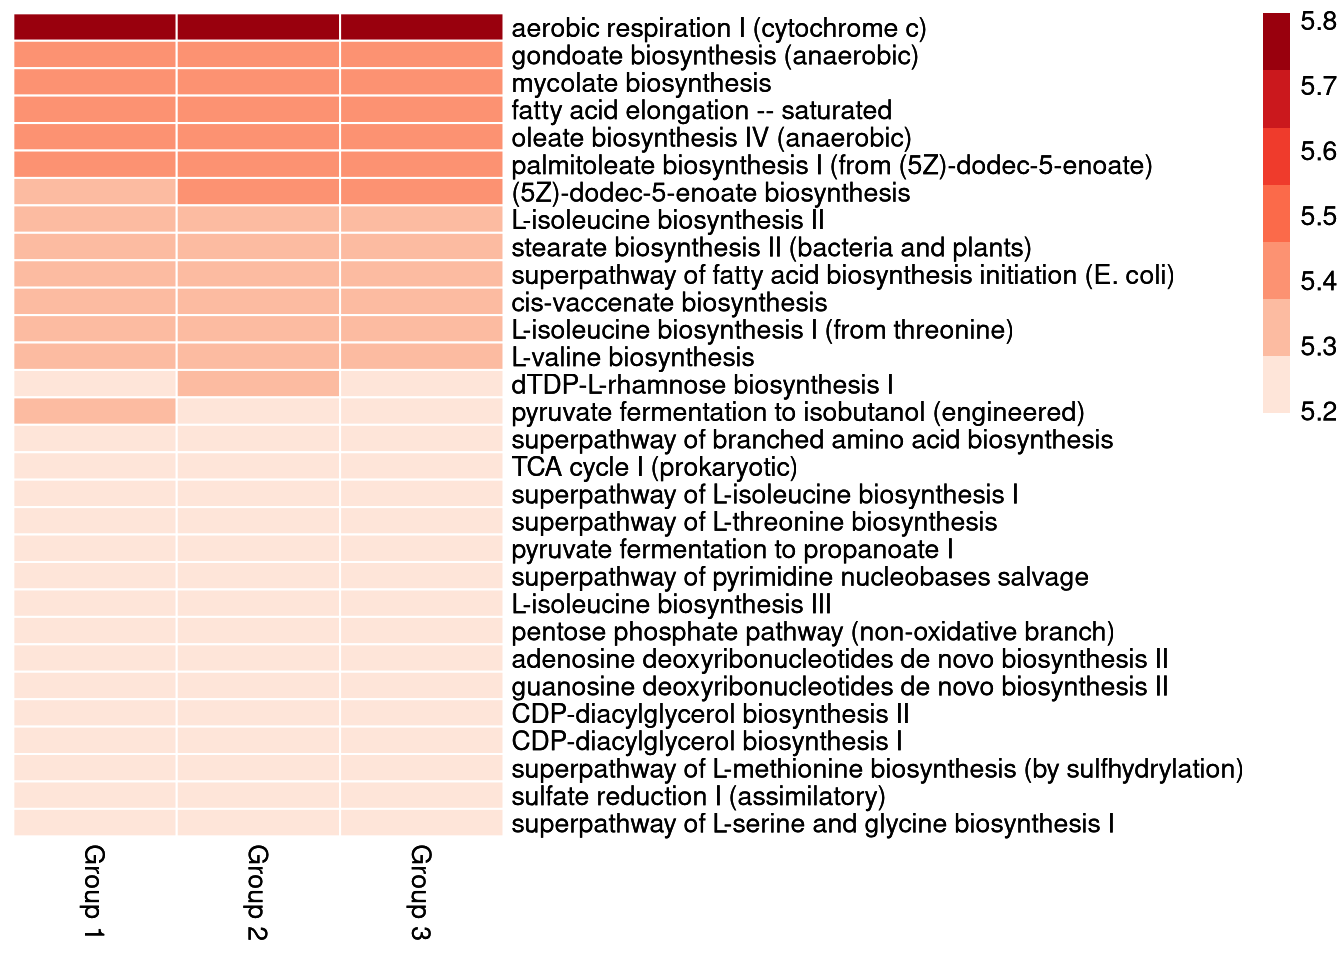 aerobic respiration I (cytochrome c)
gondoate biosynthesis (anaerobic)
mycolate biosynthesis
fatty acid elongation -- saturated
oleate biosynthesis IV (anaerobic)
palmitoleate biosynthesis I (from (5Z)-dodec-5-enoate)
(5Z)-dodec-5-enoate biosynthesis
L-isoleucine biosynthesis II
stearate biosynthesis II (bacteria and plants)
superpathway of fatty acid biosynthesis initiation (E. coli)
cis-vaccenate biosynthesis
L-isoleucine biosynthesis I (from threonine)
L-valine biosynthesis
dTDP-L-rhamnose biosynthesis I
pyruvate fermentation to isobutanol (engineered)
superpathway of branched amino acid biosynthesis
TCA cycle I (prokaryotic)
superpathway of L-isoleucine biosynthesis I
superpathway of L-threonine biosynthesis
pyruvate fermentation to propanoate I
superpathway of pyrimidine nucleobases salvage
L-isoleucine biosynthesis III
pentose phosphate pathway (non-oxidative branch)
adenosine deoxyribonucleotides de novo biosynthesis II
guanosine deoxyribonucleotides de novo biosynthesis II
CDP-diacylglycerol biosynthesis II
CDP-diacylglycerol biosynthesis I
superpathway of L-methionine biosynthesis (by sulfhydrylation)
sulfate reduction I (assimilatory)
superpathway of L-serine and glycine biosynthesis I
Group 1
Group 2
Group 3
5.8
5.7
5.6
5.5
5.4
5.3
5.2